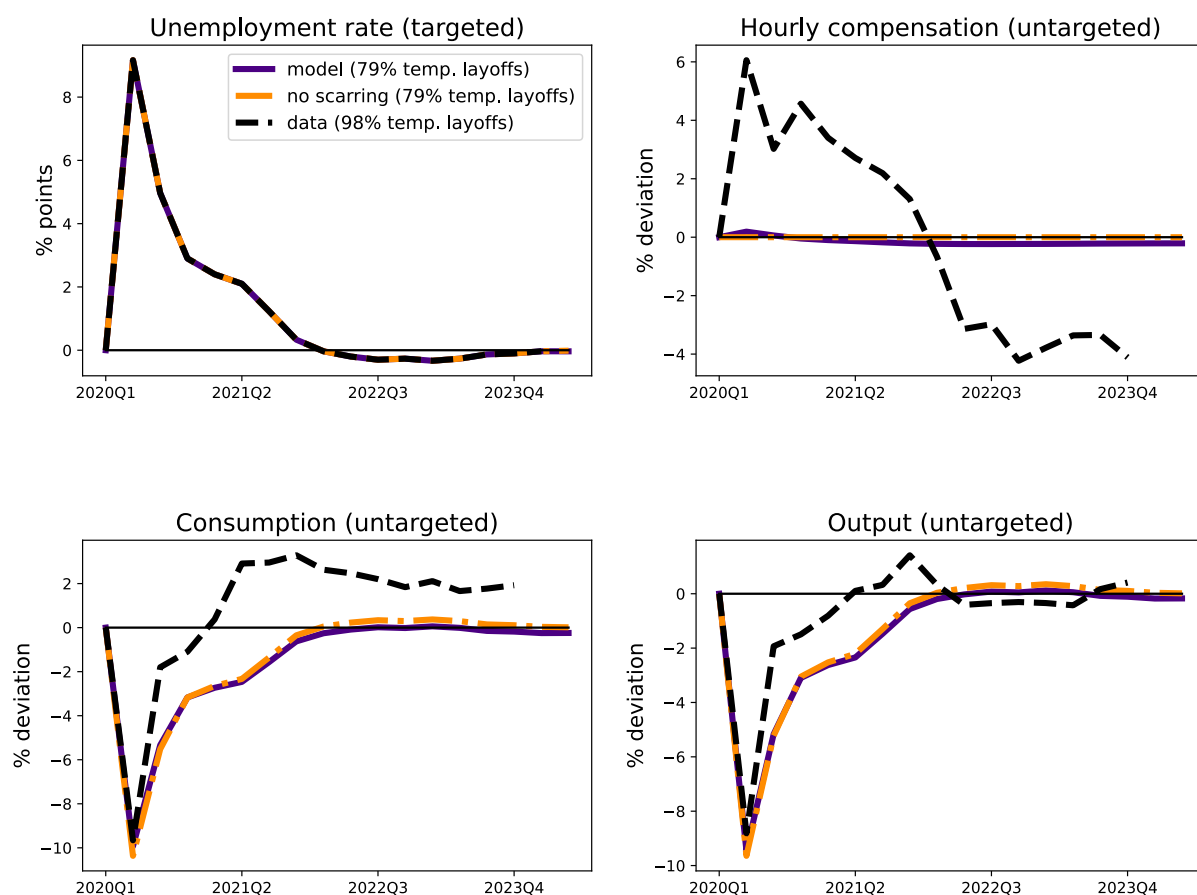 Unemployment rate (targeted)
% points
8
6
4
2
0
model (79% temp. layoffs)
no scarring (79% temp. layoffs)
data (98% temp. layoffs)
2020Q1 2021Q2 2022Q3 2023Q4
Hourly compensation (untargeted)
% deviation
6
4
2
0
−2
−4
2020Q1 2021Q2 2022Q3 2023Q4
Consumption (untargeted)
% deviation
2
0
−2
−4
−6
−8
−10
2020Q1 2021Q2 2022Q3 2023Q4
Output (untargeted)
% deviation
0
−2
−4
−6
−8
−10
2020Q1 2021Q2 2022Q3 2023Q4